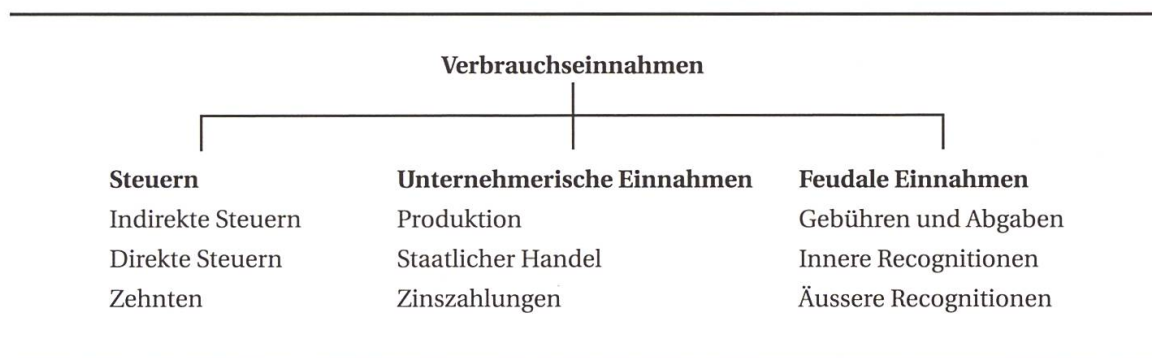 Verbrauchseinnahmen
Steuern
Indirekte Steuern
Direkte Steuern
Zehnten
Unternehmerische Einnahmen
Produktion
Staatlicher Handel
Zinszahlungen
Feudale Einnahmen
Gebühren und Abgaben
Innere Recognitionen
Äussere Recognitionen